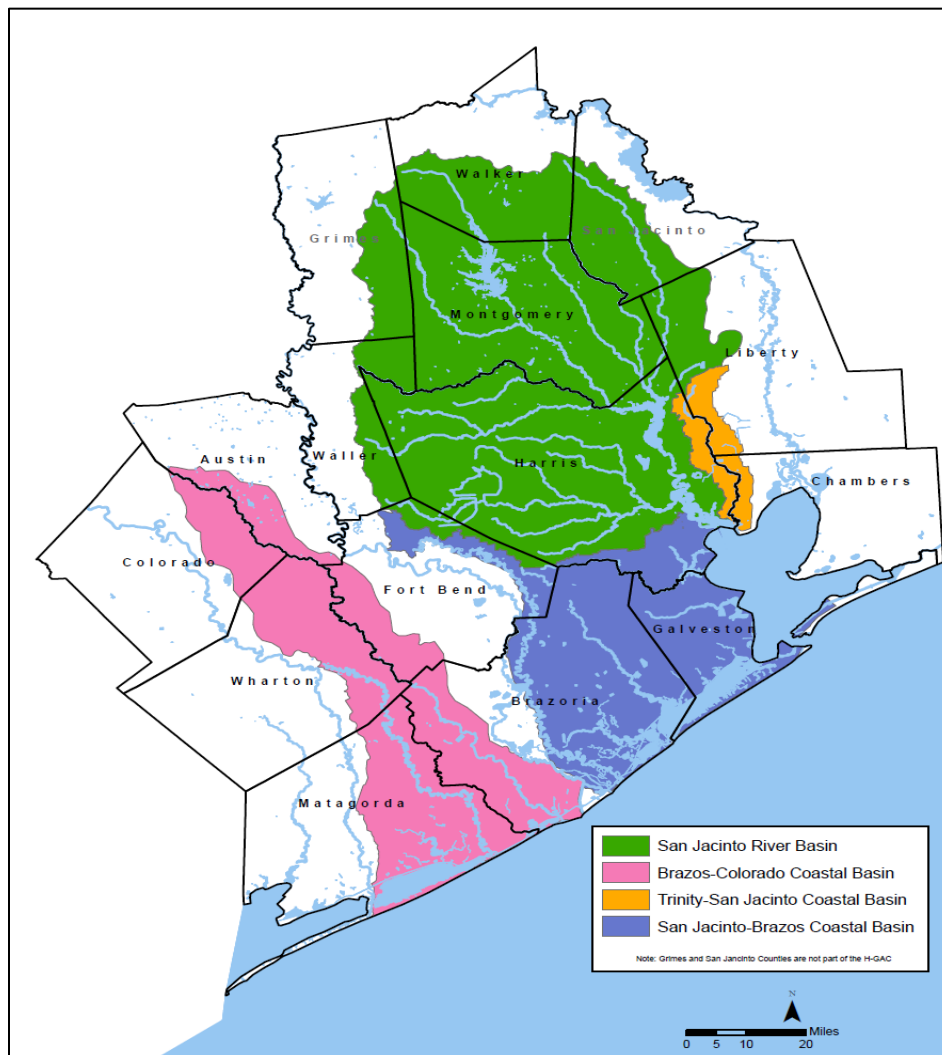 Walker
San Jacinto
Grimes
Montgomery
Liberty
Austin
Waller
Harris
Chambers
Colorado
Fort Bend
Galveston
Wharton
Brazoria
Matagorda
San Jacinto River Basin
Brazos-Colorado Coastal Basin
Trinity-San Jacinto Coastal Basin
San Jacinto-Brazos Coastal Basin
Note: Grimes and San Jancinto Counties are not part of the H-GAC
N
Miles
0 5 10 20